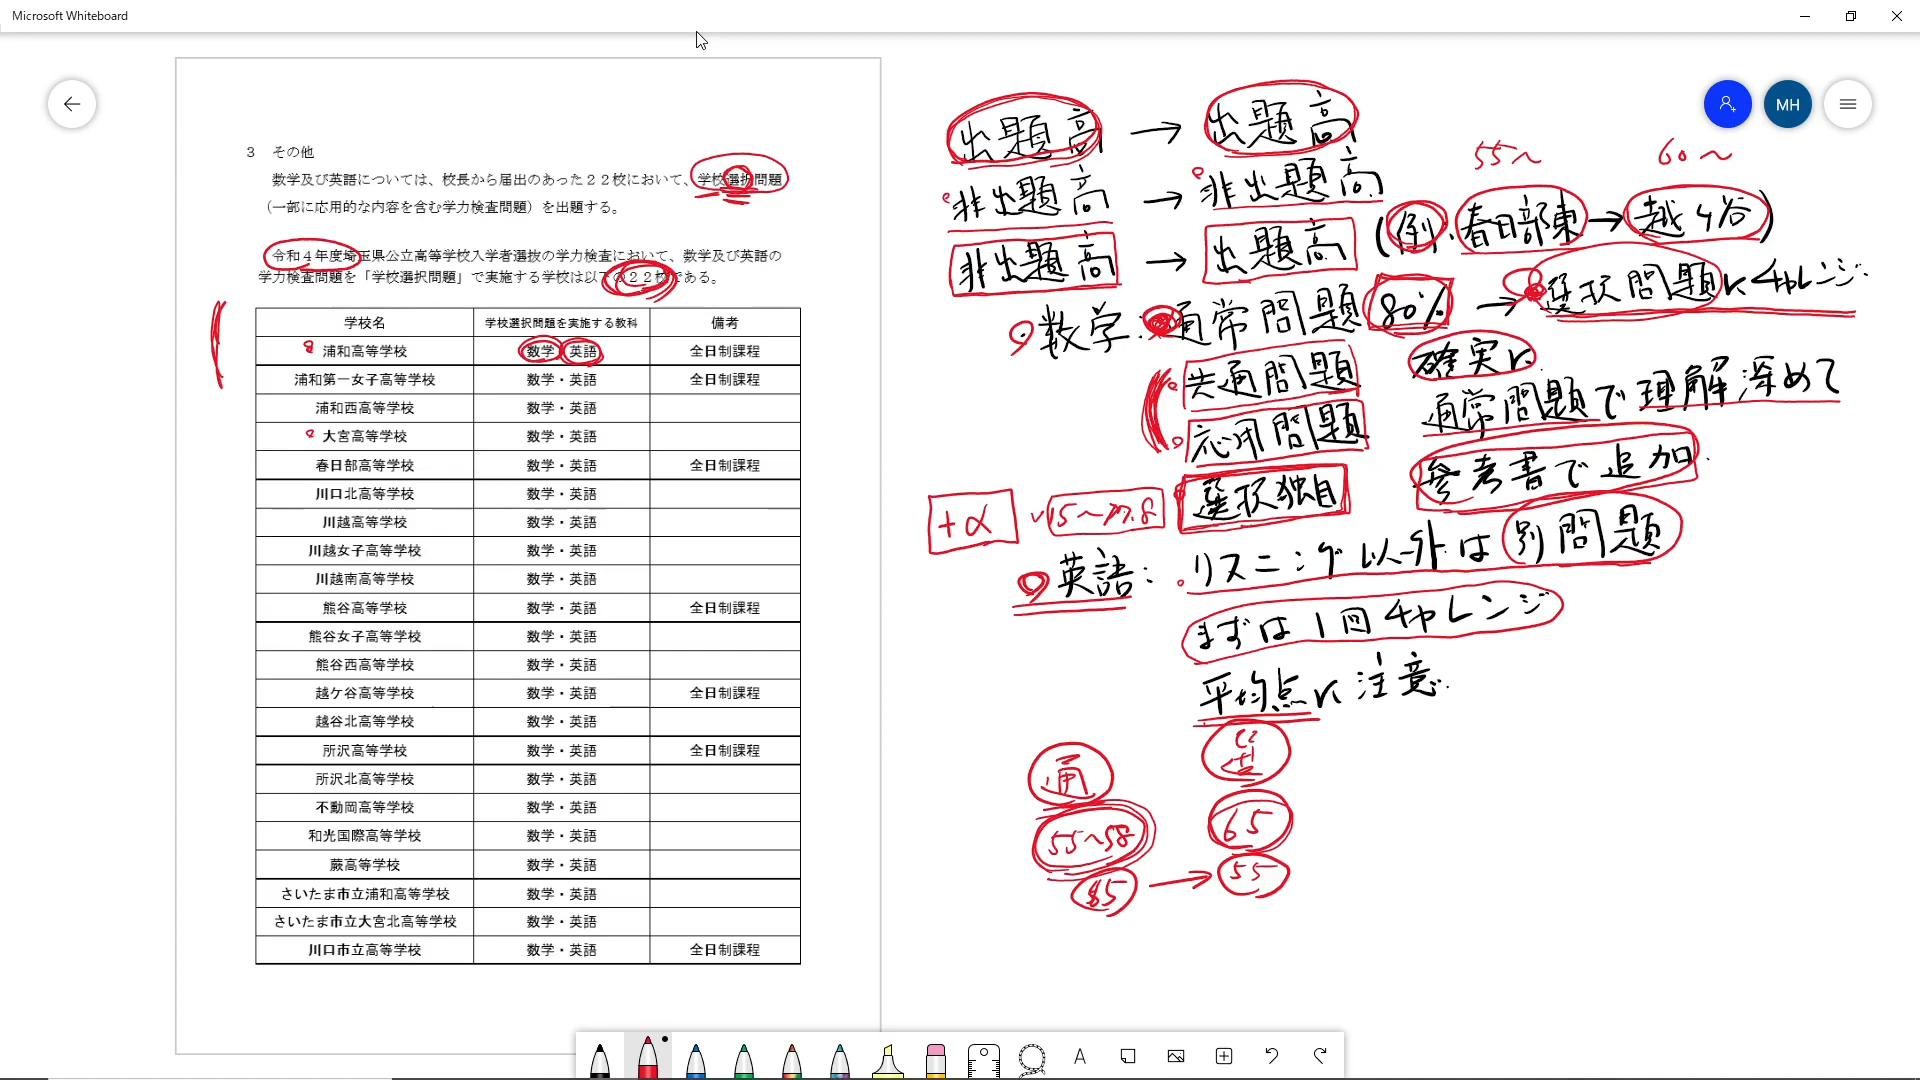 Microsoft Whiteboard
MH
3 その他
数学及び英語については、校長から届出のあった22校において、学校選択問題
(一部に応用的な内容を含む学力検査問題)を出題する。
令和4年度埼玉県公立高等学校入学者選抜の学力検査において、数学及び英語の
学力検査問題を「学校選択問題」で実施する学校は以下の22校である。
学校名 学校選択問題を実施する教科 備考
浦和高等学校 数学・英語 全日制課程
浦和第一女子高等学校 数学・英語 全日制課程
浦和西高等学校 数学・英語
大宮高等学校 数学・英語
春日部高等学校 数学・英語 全日制課程
川口北高等学校 数学・英語
川越高等学校 数学・英語
川越女子高等学校 数学・英語
川越南高等学校 数学・英語
熊谷高等学校 数学・英語 全日制課程
熊谷女子高等学校 数学・英語
熊谷西高等学校 数学・英語
越ケ谷高等学校 数学・英語 全日制課程
越谷北高等学校 数学・英語
所沢高等学校 数学・英語 全日制課程
所沢北高等学校 数学・英語
不動岡高等学校 数学・英語
和光国際高等学校 数学・英語
蕨高等学校 数学・英語
さいたま市立浦和高等学校 数学・英語
さいたま市立大宮北高等学校 数学・英語
川口市立高等学校 数学・英語 全日制課程
出題高 → 出題高
55〜 60〜
非出題高 → 非出題高
非出題高 → 出題高 (例:春日部東→越ヶ谷)
数学:通常問題80% → 選択問題にチャレンジ.
共通問題 確実に
応用問題 通常問題で理解深めて
選択独自 参考書で追加.
+α
英語:リスニング以外は別問題
まずは1回チャレンジ
平均点に注意.
通
55〜58 65
→ 55
A